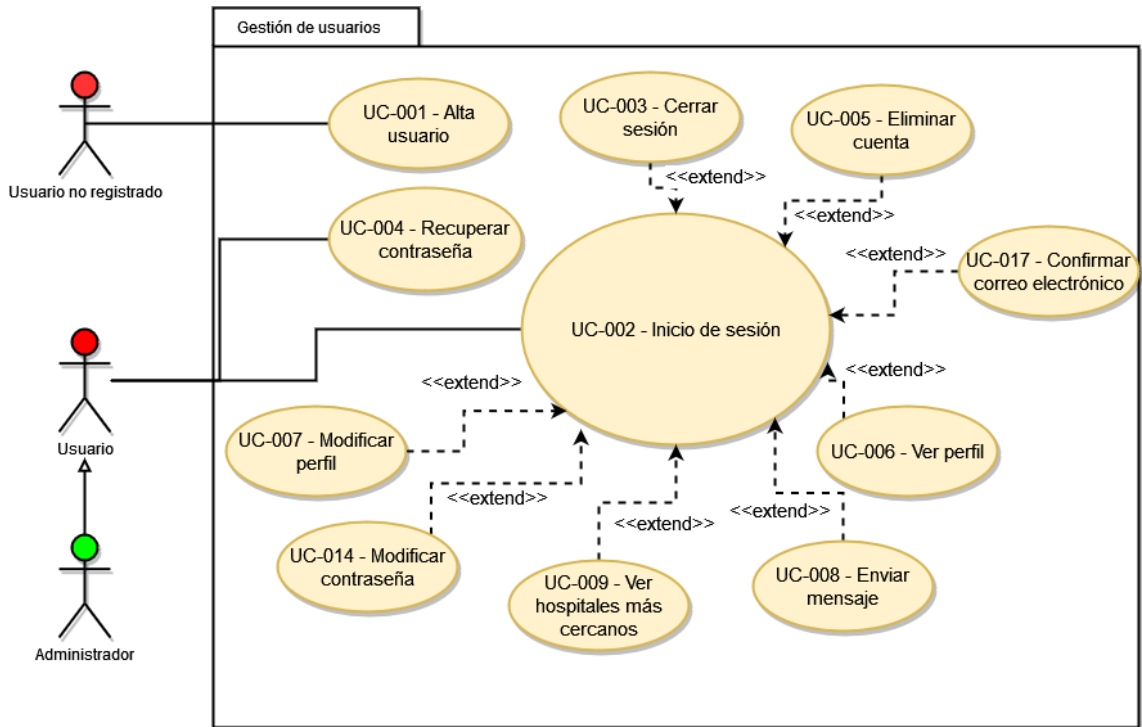 Gestión de usuarios
UC-001 - Alta
usuario
UC-003 - Cerrar
sesión
UC-005 - Eliminar
cuenta
<<extend>>
Usuario no registrado
UC-004 - Recuperar
contraseña
<<extend>>
<<extend>>
UC-017 - Confirmar
correo electrónico
UC-002 - Inicio de sesión
<<extend>>
<<extend>>
Usuario
UC-007 - Modificar
perfil
UC-006 - Ver perfil
<<extend>>
<<extend>>
<<extend>>
UC-014 - Modificar
contraseña
UC-009 - Ver
hospitales más
cercanos
UC-008 - Enviar
mensaje
Administrador